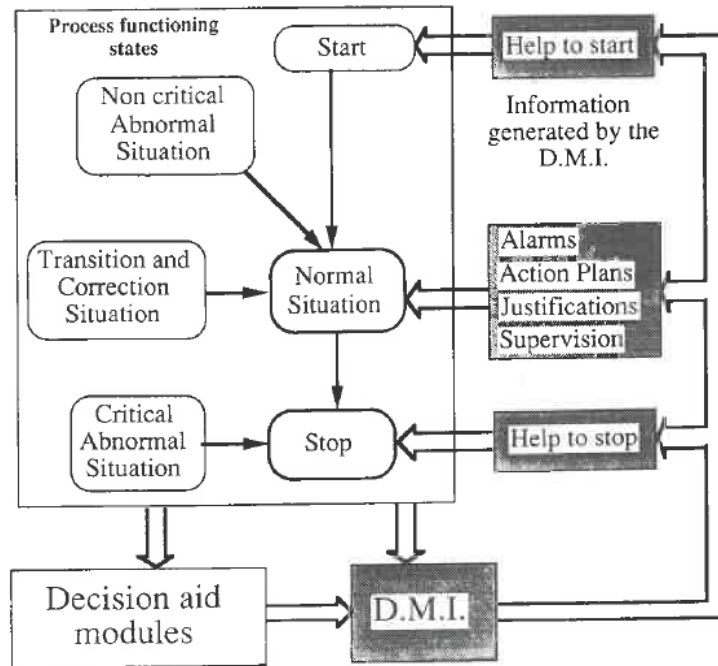 Process functioning
states
Start
Help to start
Non critical
Abnormal
Situation
Information
generated by the
D.M.I.
Transition and
Correction
Situation
Normal
Situation
Alarms
Action Plans
Justifications
Supervision
Critical
Abnormal
Situation
Stop
Help to stop
Decision aid
modules
D.M.I.